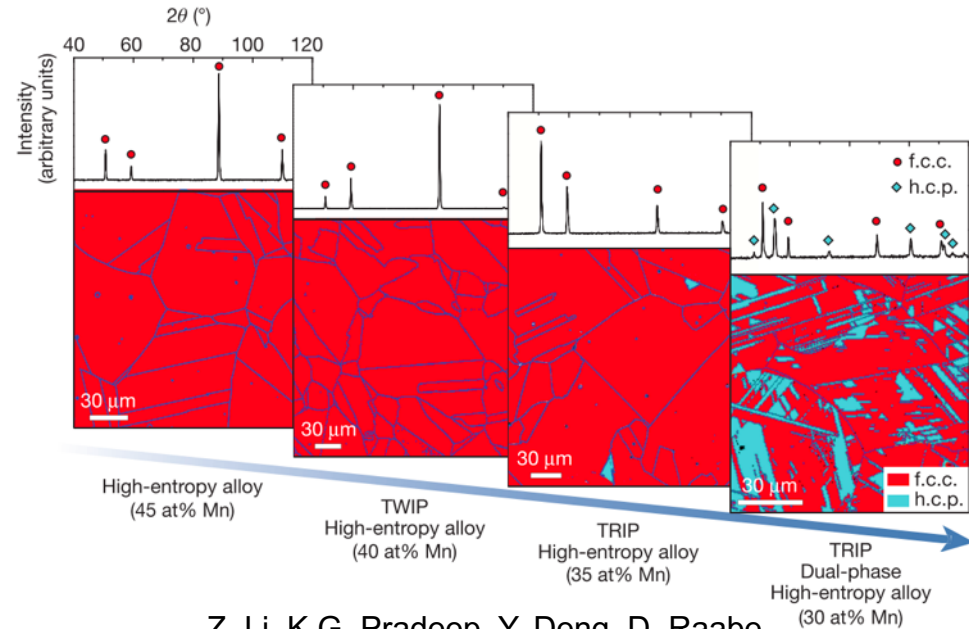 2θ (°)
40 60 80 100 120
Intensity
(arbitrary units)
f.c.c.
h.c.p.
30 μm
30 μm
30 μm
30 μm
f.c.c.
h.c.p.
High-entropy alloy
(45 at% Mn)
TWIP
High-entropy alloy
(40 at% Mn)
TRIP
High-entropy alloy
(35 at% Mn)
TRIP
Dual-phase
High-entropy alloy
(30 at% Mn)
Z. Li, K.G. Pradeep, Y. Deng, D. Raabe